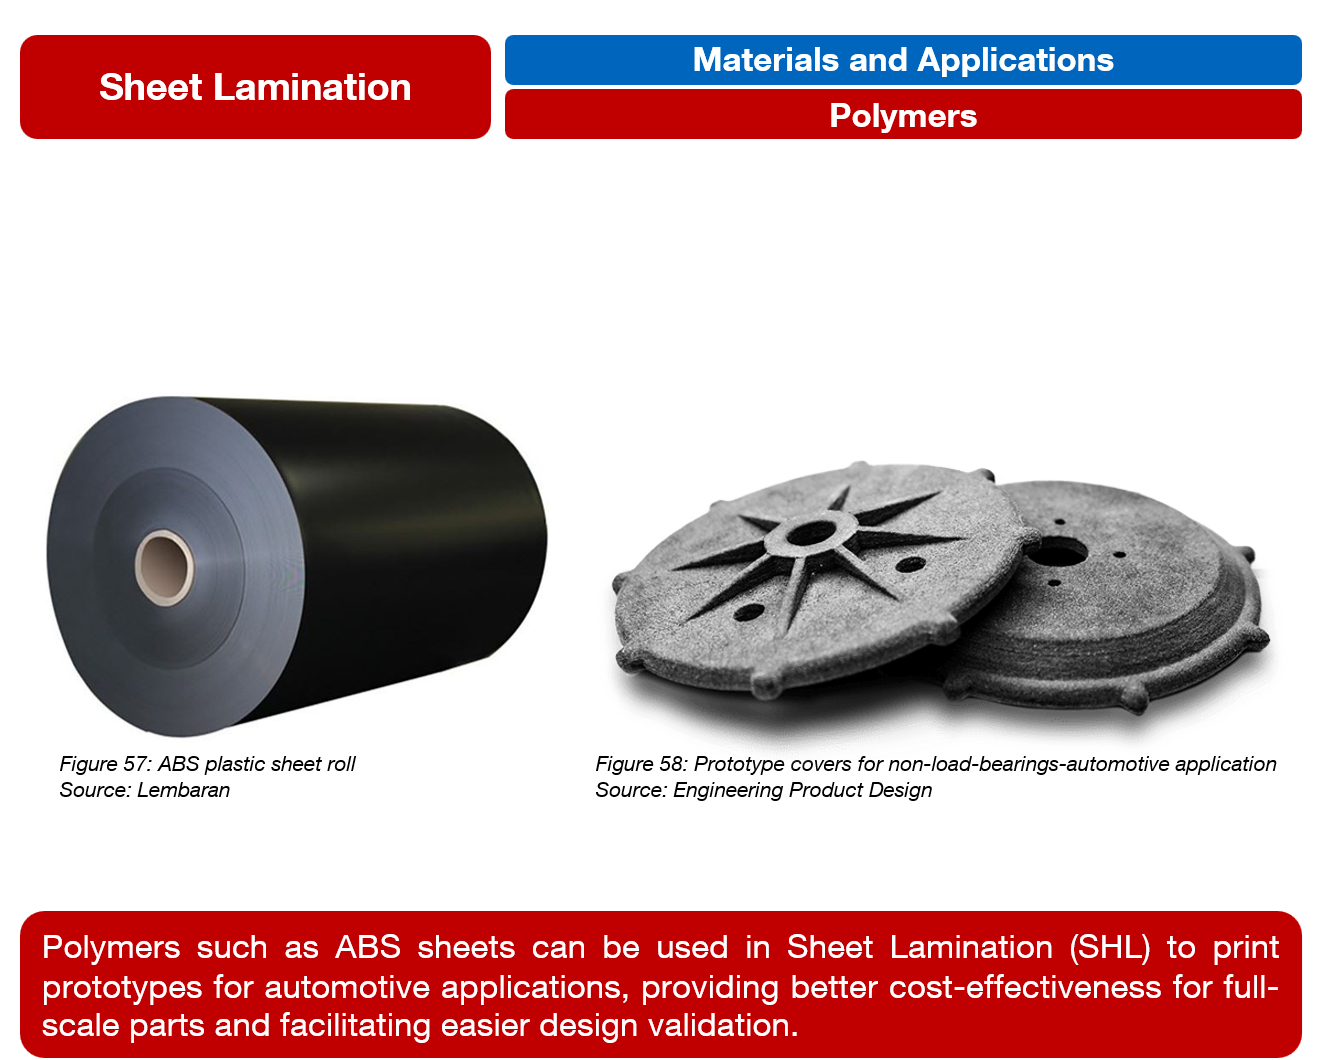 Sheet Lamination
Materials and Applications
Polymers
Figure 57: ABS plastic sheet roll
Source: Lembaran
Figure 58: Prototype covers for non-load-bearings-automotive application
Source: Engineering Product Design
Polymers such as ABS sheets can be used in Sheet Lamination (SHL) to print
prototypes for automotive applications, providing better cost-effectiveness for full-
scale parts and facilitating easier design validation.